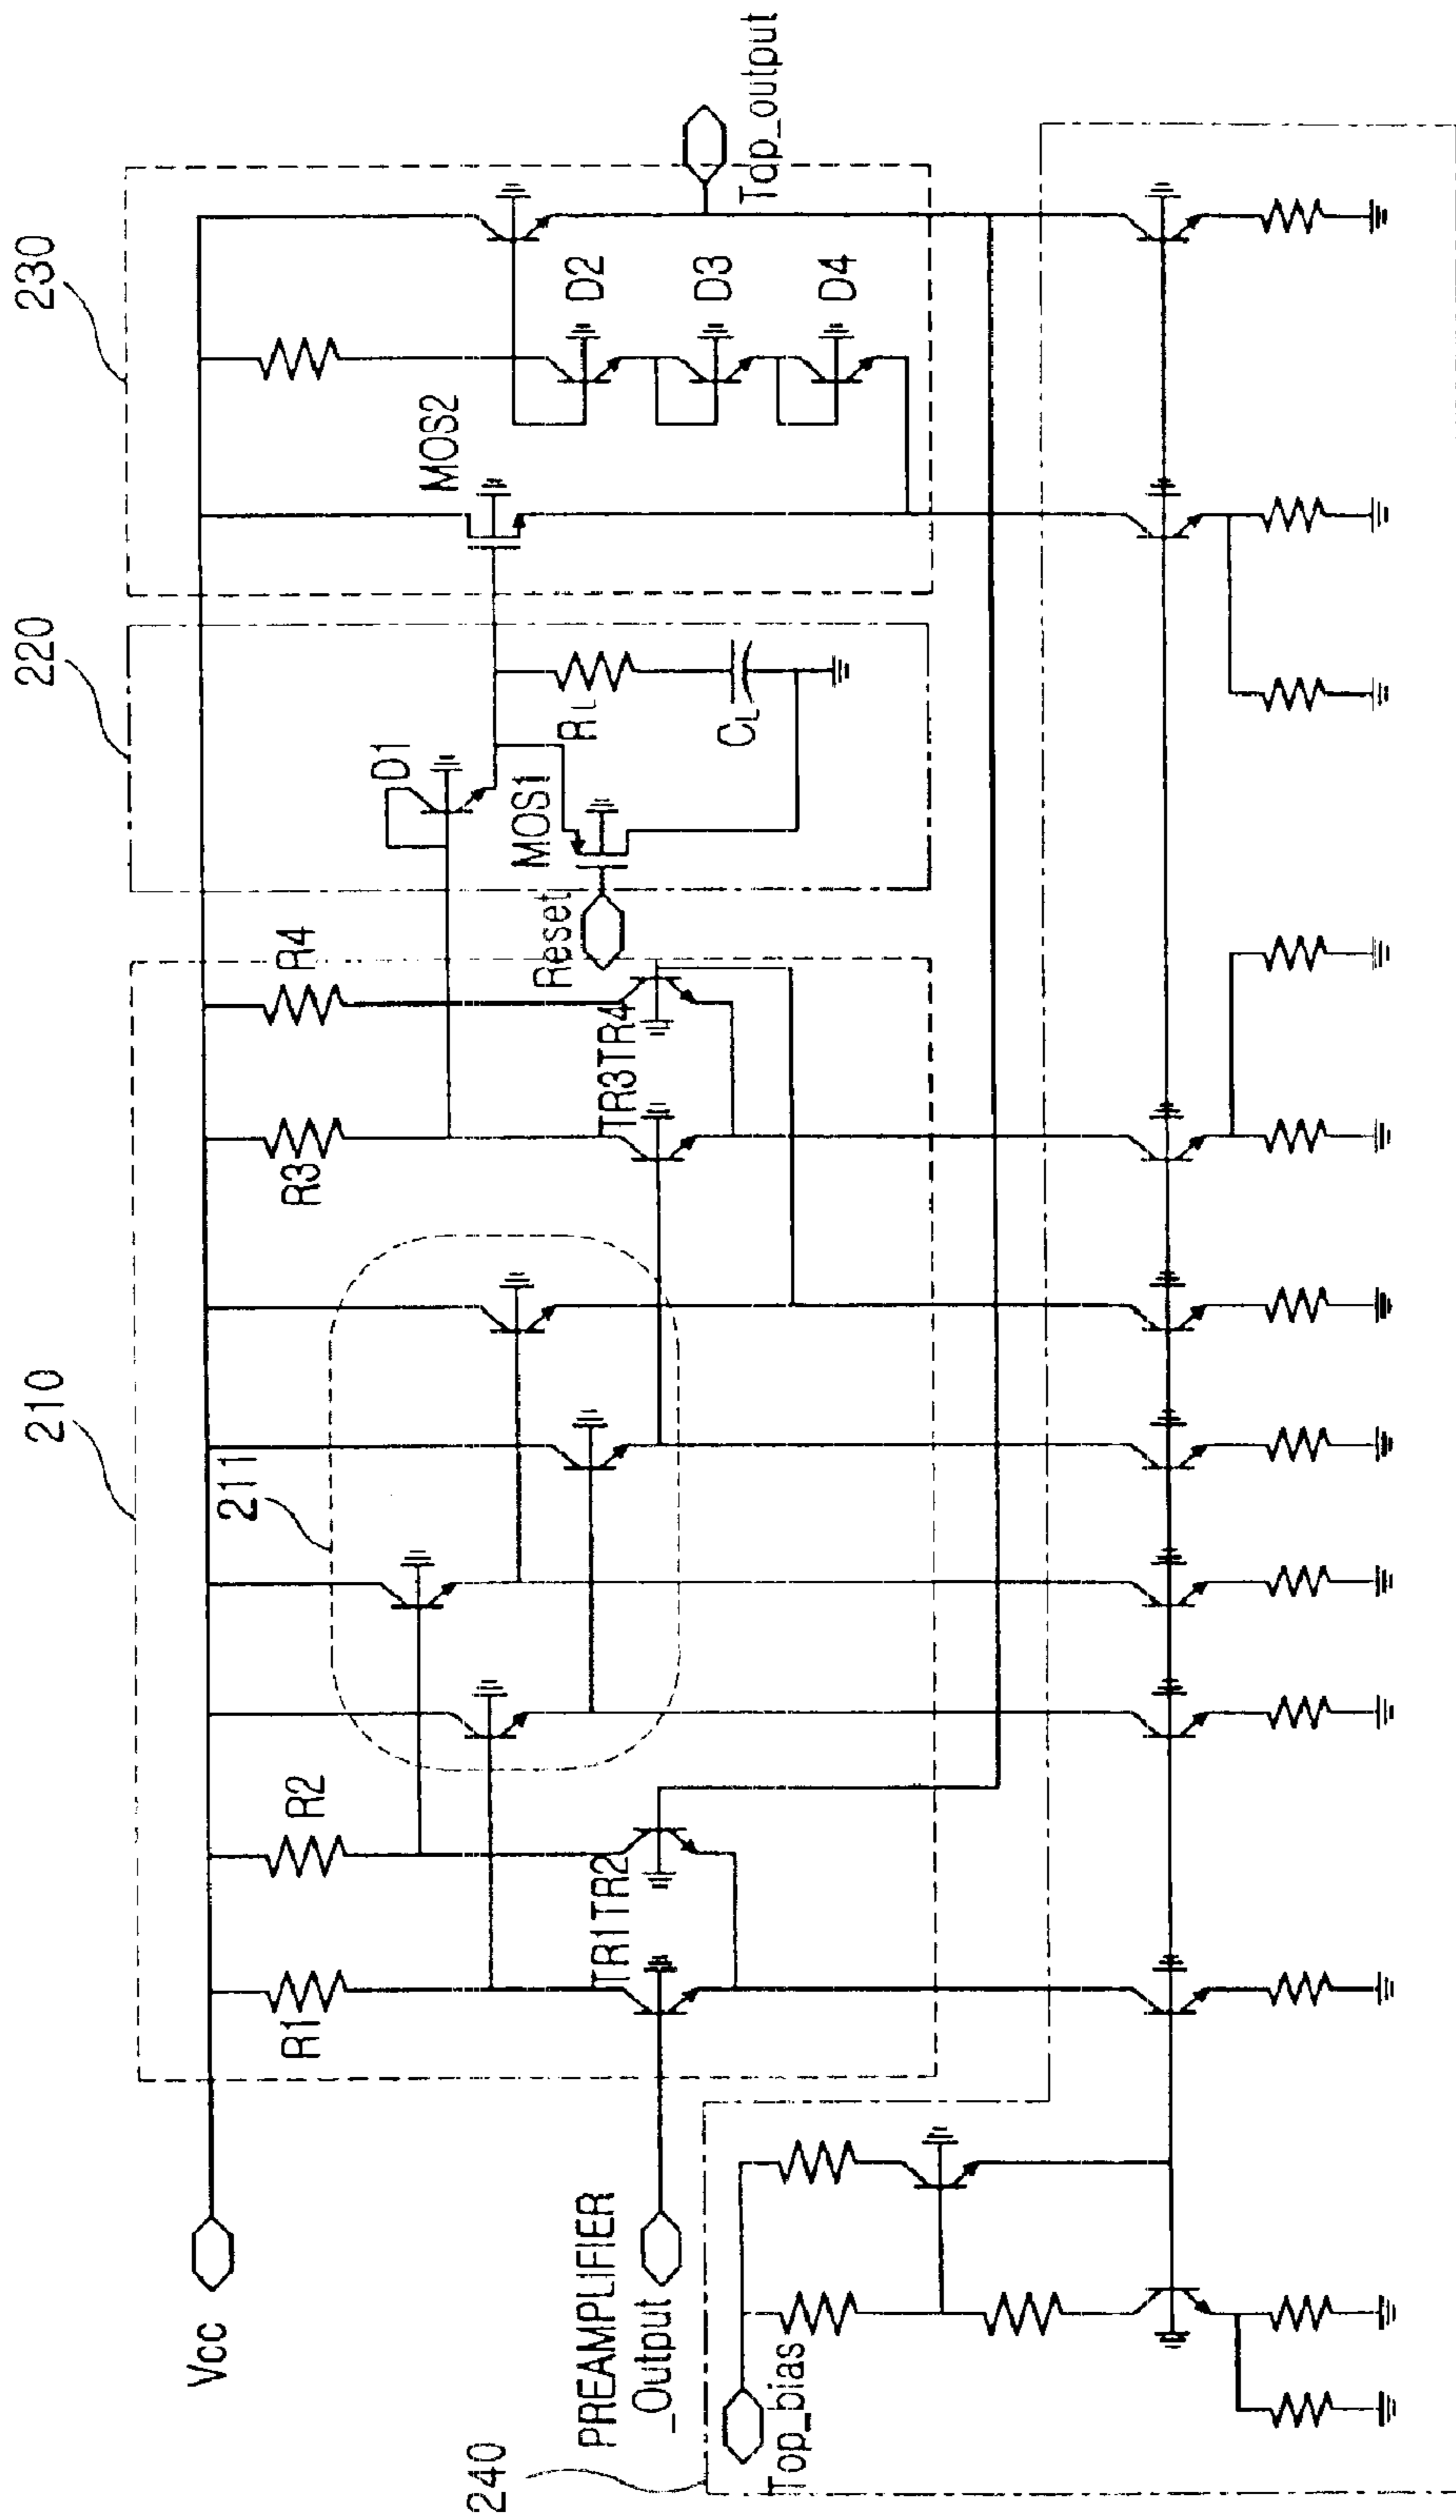 210
220
230
211
Vcc
R1
R2
R3
R4
D1
MOS2
D2
D3
D4
TR1TR2
TR3TR4
Reset
MOS1
RL
CL
Top_output
PREAMPLIFIER
_Output
240
Top_bias